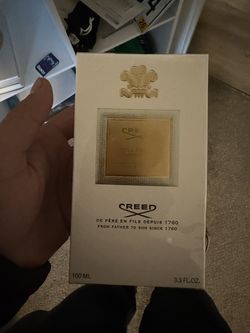 CREED
CREED
DE PÈRE EN FILS DEPUIS 1760
FROM FATHER TO SON SINCE 1760
100 ML
3.3 FL.OZ.